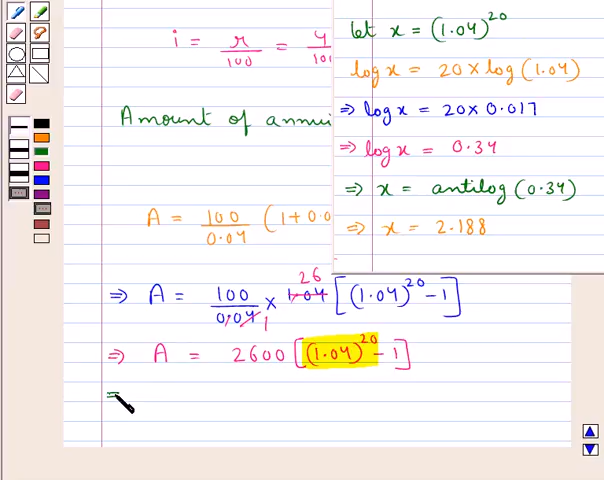 i = r/100 = 4/100
Amount of annui
A = 100/0.04 (1+0.0
⇒ A = 100/0.04 1 × 1.04 26 [(1.04)^20 - 1]
⇒ A = 2600 [(1.04)^20 - 1]
=
let x = (1.04)^20
log x = 20 × log (1.04)
⇒ log x = 20 × 0.017
⇒ log x = 0.34
⇒ x = antilog (0.34)
⇒ x = 2.188